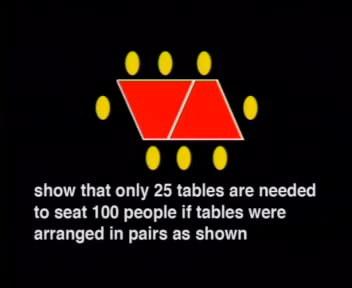 show that only 25 tables are needed
to seat 100 people if tables were
arranged in pairs as shown